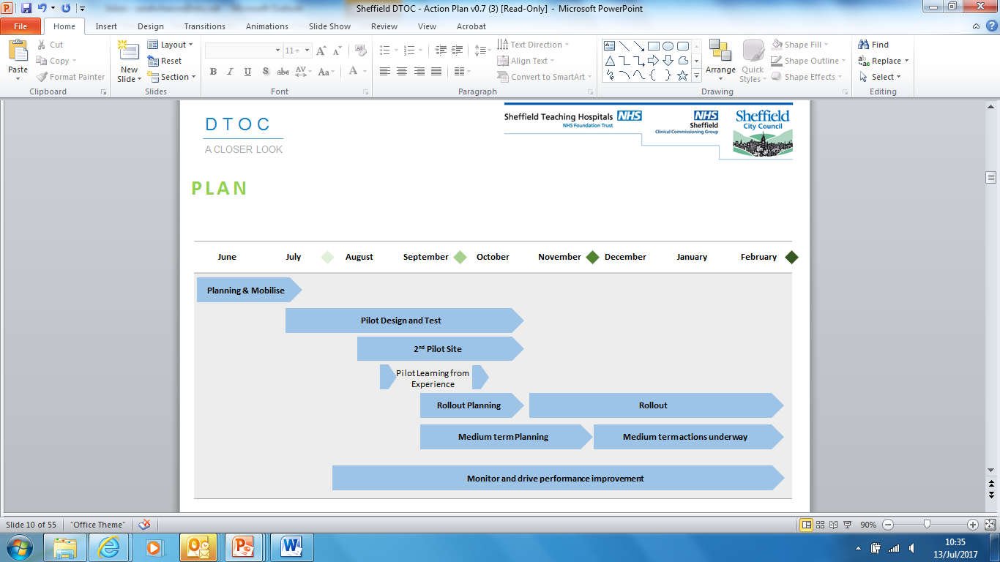 Sheffield DTOC - Action Plan v0.7 (3) [Read-Only] - Microsoft PowerPoint
File Home Insert Design Transitions Animations Slide Show Review View Acrobat
Paste
Cut
Copy
Format Painter
Clipboard
New
Slide
Layout
Reset
Section
Slides
11+
B I U S abc AV Aa A
Font
Text Direction
Align Text
Convert to SmartArt
Paragraph
Arrange
Quick
Styles
Shape Fill
Shape Outline
Shape Effects
Drawing
Find
Replace
Select
Editing
DTOC
A CLOSER LOOK
Sheffield Teaching Hospitals NHS
NHS Foundation Trust
NHS
Sheffield
Clinical Commissioning Group
Sheffield
City Council
PLAN
June July August September October November December January February
Planning & Mobilise
Pilot Design and Test
2nd Pilot Site
Pilot Learning from
Experience
Rollout Planning Rollout
Medium term Planning Medium term actions underway
Monitor and drive performance improvement
Slide 10 of 55 "Office Theme" 90%
10:35
13/Jul/2017